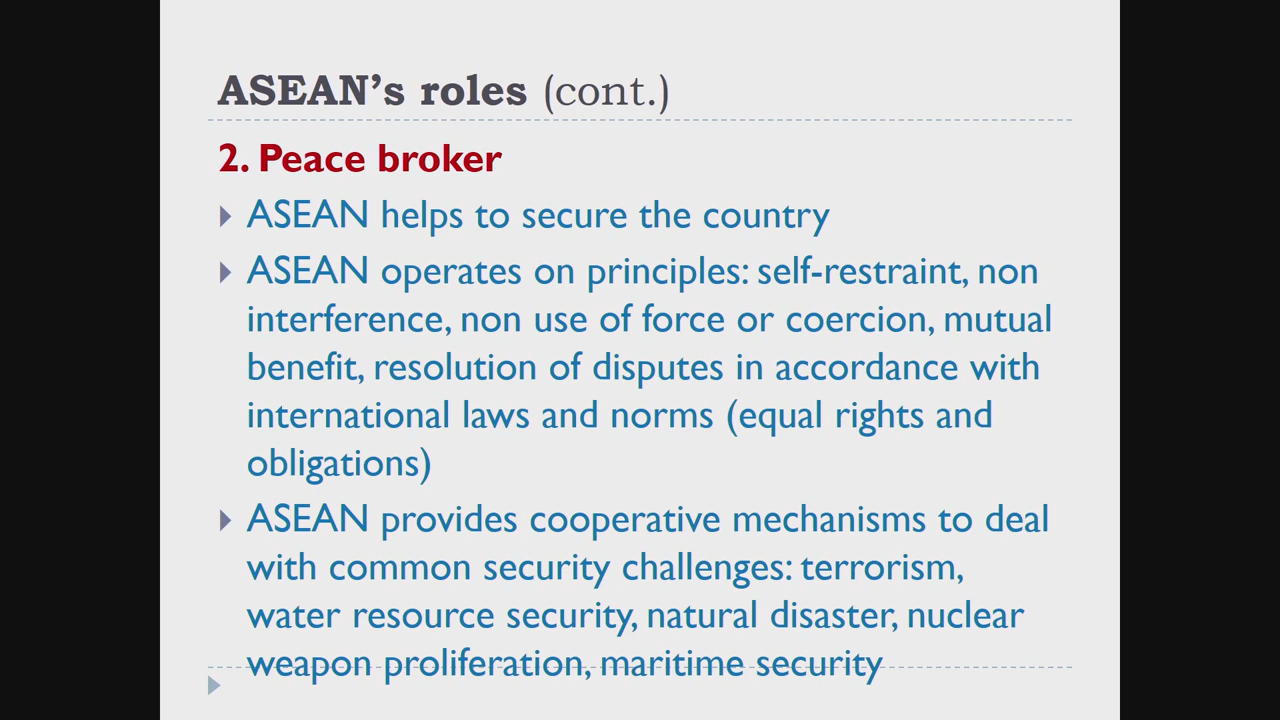 ASEAN's roles (cont.)
2. Peace broker
ASEAN helps to secure the country
ASEAN operates on principles: self-restraint, non
interference, non use of force or coercion, mutual
benefit, resolution of disputes in accordance with
international laws and norms (equal rights and
obligations)
ASEAN provides cooperative mechanisms to deal
with common security challenges: terrorism,
water resource security, natural disaster, nuclear
weapon proliferation, maritime security